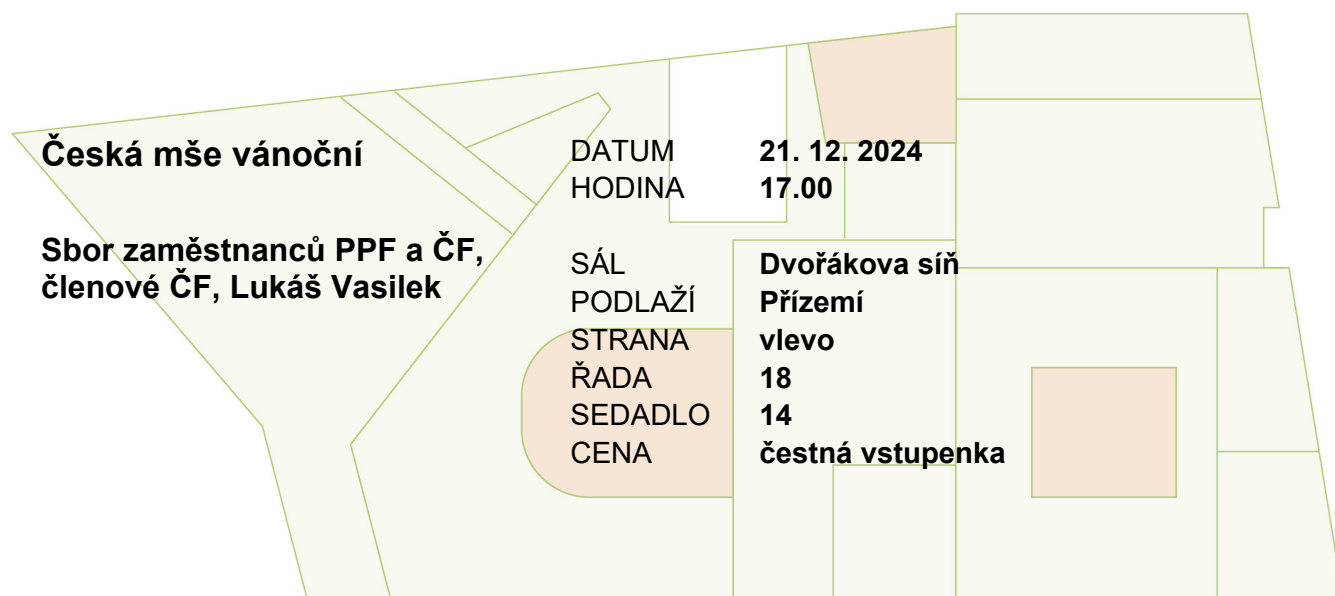 Česká mše vánoční
Sbor zaměstnanců PPF a ČF,
členové ČF, Lukáš Vasilek
DATUM 21. 12. 2024
HODINA 17.00
SÁL Dvořákova síň
PODLAŽÍ Přízemí
STRANA vlevo
ŘADA 18
SEDADLO 14
CENA čestná vstupenka